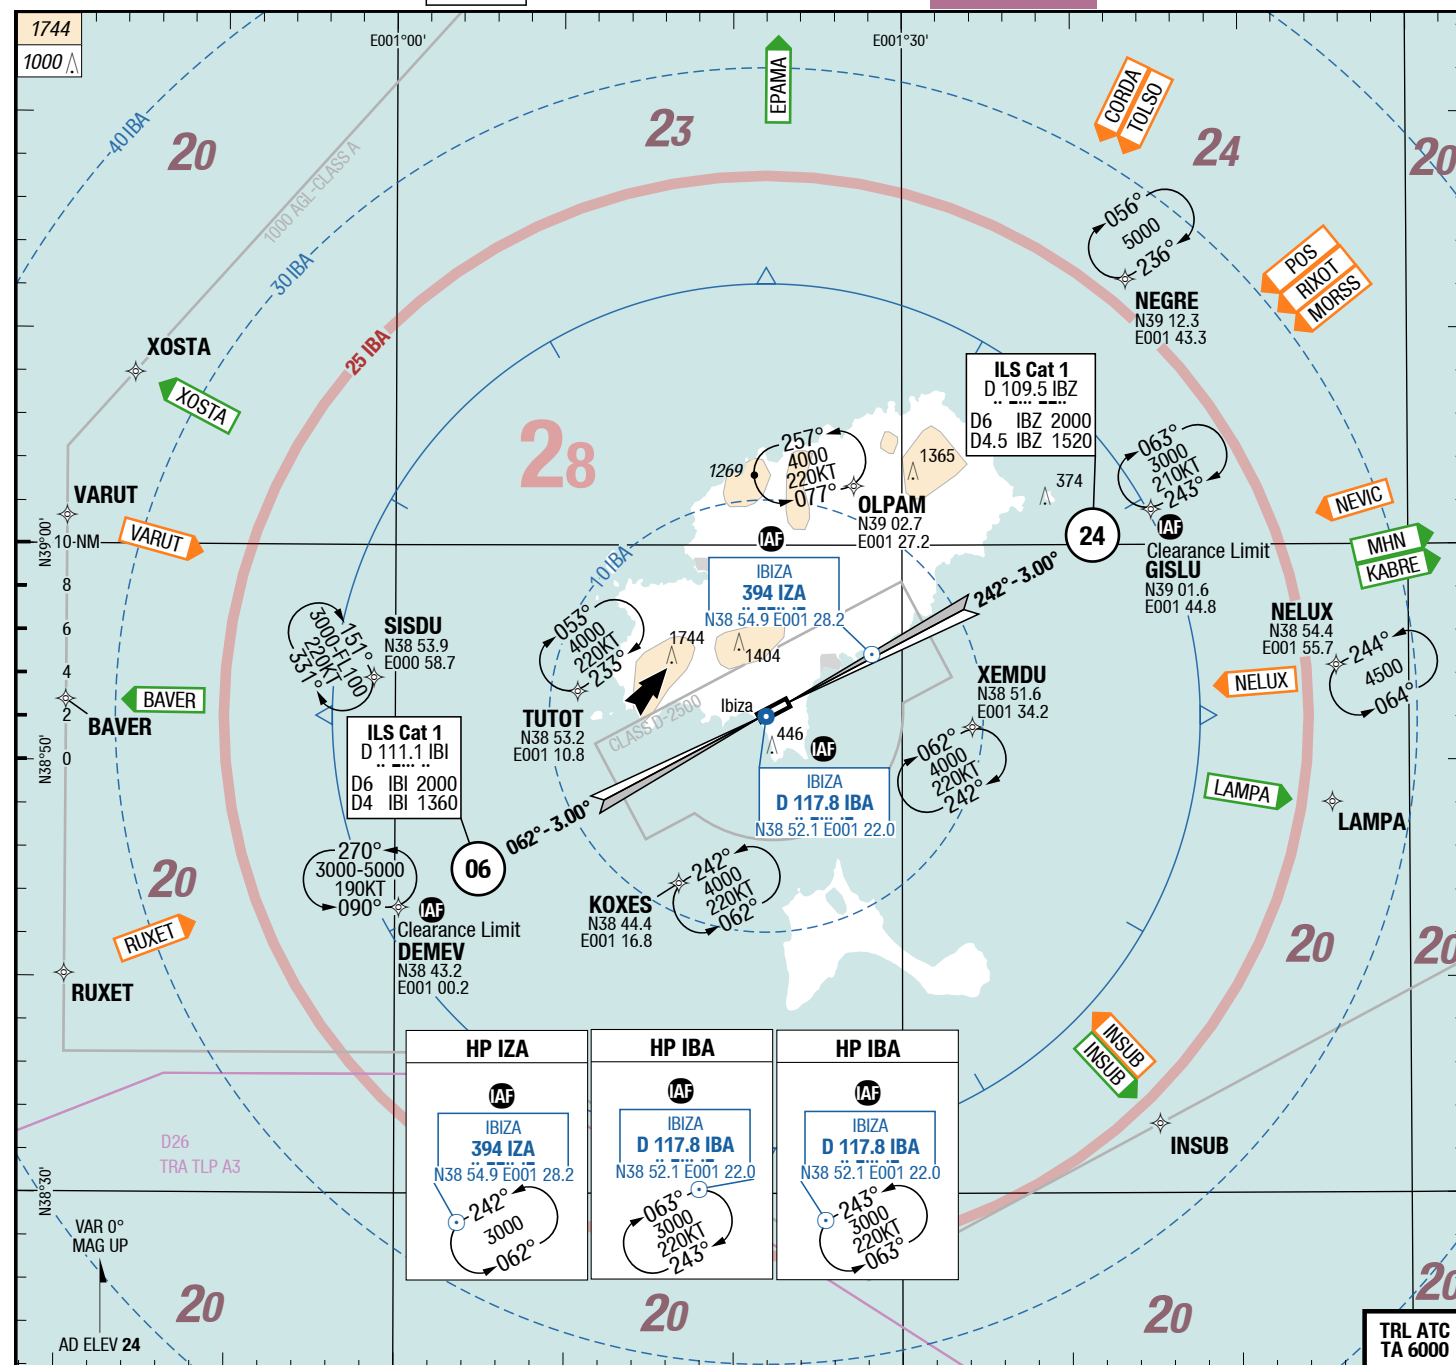 1744
1000
E001°00'
E001°30'
EPAMA
CORDA
TOLSO
40 IBA
20
23
24
20
1000 AGL-CLASS A
30 IBA
056°
5000
236°
POS
RIXOT
MORSS
NEGRE
N39 12.3
E001 43.3
XOSTA
25 IBA
XOSTA
ILS Cat 1
D 109.5 IBZ
D6 IBZ 2000
D4.5 IBZ 1520
28
257°
4000
220KT
077°
1269
1365
374
063°
3000
210KT
243°
OLPAM
N39 02.7
E001 27.2
VARUT
VARUT
NEVIC
MHN
KABRE
N39°00'
10-NM
8
6
4
2
0
N38°50'
IAF
24
IAF
Clearance Limit
GISLU
N39 01.6
E001 44.8
10 IBA
IBIZA
394 IZA
N38 54.9 E001 28.2
242°-3.00°
NELUX
N38 54.4
E001 55.7
244°
4500
064°
151°
3000-FL100
220KT
331°
SISDU
N38 53.9
E000 58.7
053°
4000
220KT
233°
1744
1404
XEMDU
N38 51.6
E001 34.2
NELUX
BAVER
BAVER
TUTOT
N38 53.2
E001 10.8
CLASS D-2500
Ibiza
446
IAF
062°
4000
220KT
242°
ILS Cat 1
D 111.1 IBI
D6 IBI 2000
D4 IBI 1360
IBIZA
D 117.8 IBA
N38 52.1 E001 22.0
LAMPA
LAMPA
062°-3.00°
06
270°
3000-5000
190KT
090°
IAF
Clearance Limit
DEMEV
N38 43.2
E001 00.2
242°
4000
220KT
062°
KOXES
N38 44.4
E001 16.8
20
RUXET
RUXET
20
20
INSUB
INSUB
INSUB
HP IZA
IAF
IBIZA
394 IZA
N38 54.9 E001 28.2
242°
3000
062°
HP IBA
IAF
IBIZA
D 117.8 IBA
N38 52.1 E001 22.0
063°
3000
220KT
243°
HP IBA
IAF
IBIZA
D 117.8 IBA
N38 52.1 E001 22.0
243°
3000
220KT
063°
D26
TRA TLP A3
N38°30'
VAR 0°
MAG UP
AD ELEV 24
20
20
20
20
TRL ATC
TA 6000